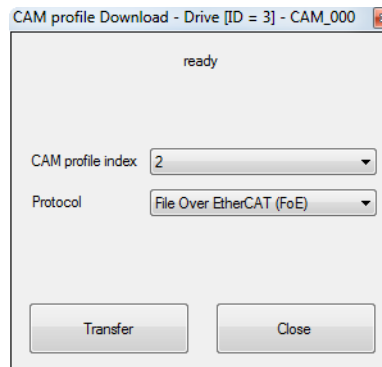 CAM profile Download - Drive [ID = 3] - CAM_000
ready
CAM profile index 2
Protocol File Over EtherCAT (FoE)
Transfer Close